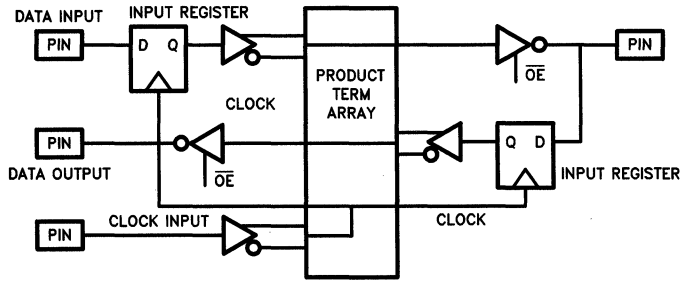 DATA INPUT
INPUT REGISTER
PIN
D Q
PIN
PRODUCT
TERM
ARRAY
OE
CLOCK
PIN
Q D
DATA OUTPUT
OE
INPUT REGISTER
CLOCK INPUT
CLOCK
PIN